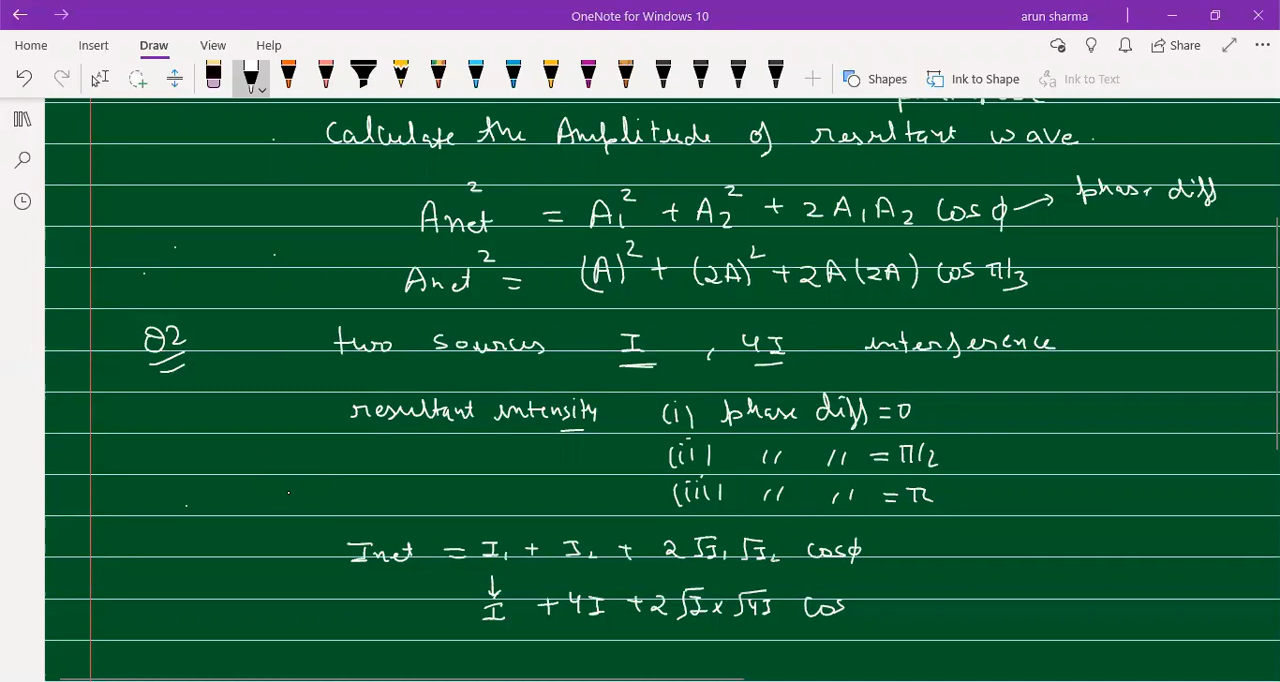 OneNote for Windows 10
arun sharma
Home Insert Draw View Help
Share
Shapes Ink to Shape Ink to Text
Calculate the Amplitude of resultant wave.
Anet² = A₁² + A₂² + 2A₁A₂ cosϕ → phase diff
Anet² = (A)² + (2A)² + 2A(2A) cos π/3
Q2 two sources I , 4I interference
resultant intensity (i) phase diff = 0
(ii) " " = π/2
(iii) " " = π
Inet = I₁ + I₂ + 2√I₁ √I₂ cosϕ
↓
I + 4I + 2√I × √4I cos